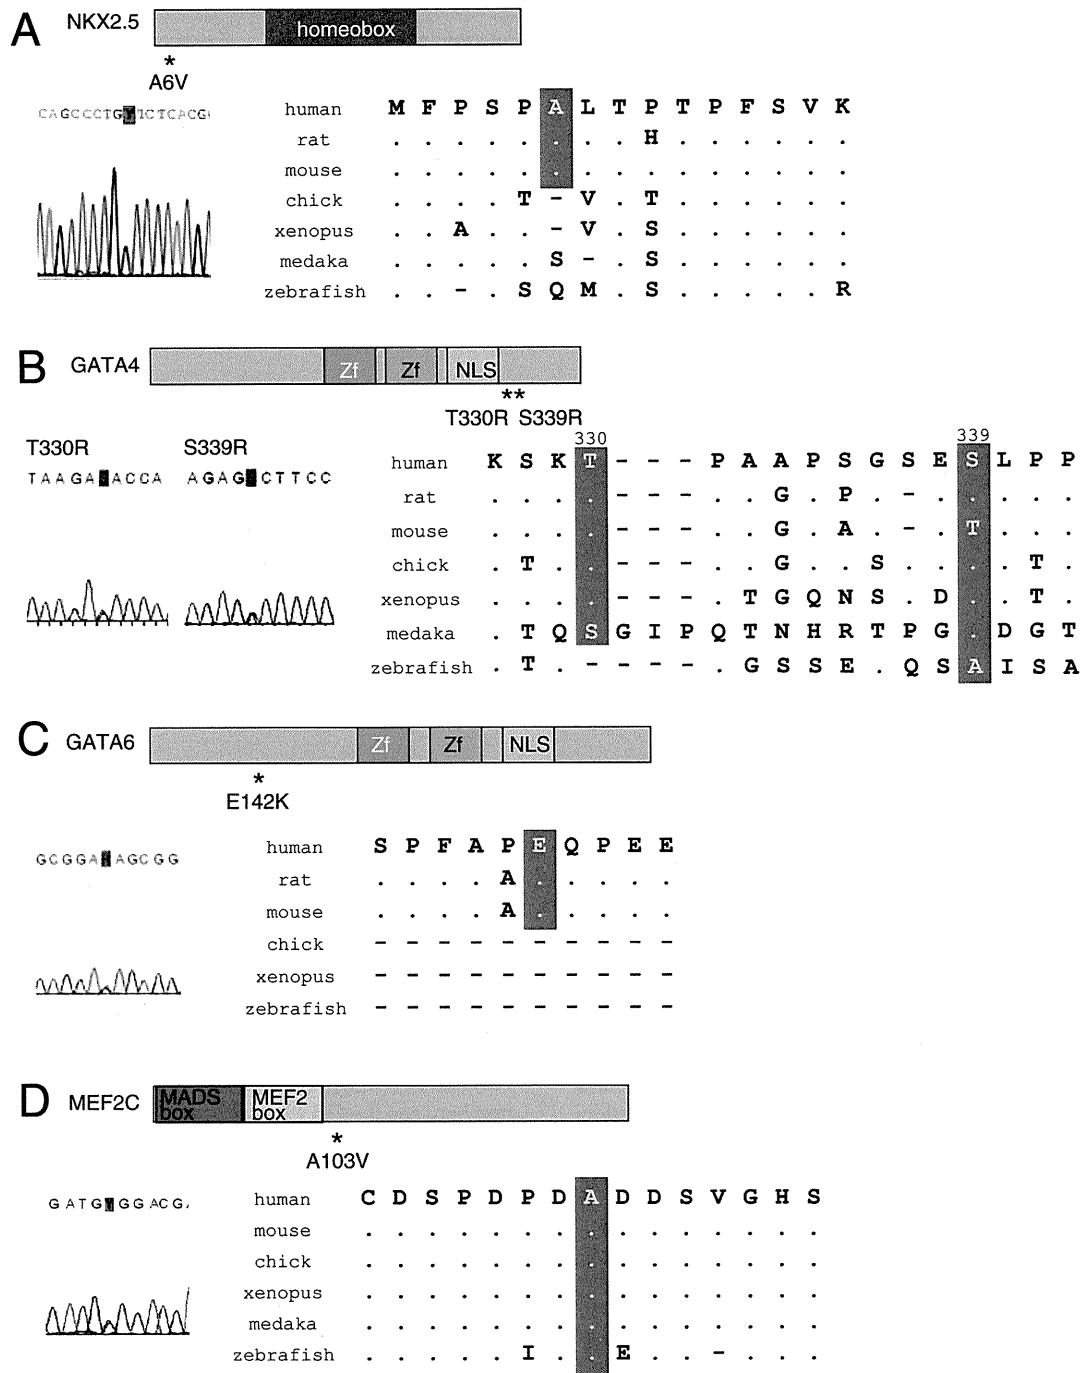 A NKX2.5 homeobox
*
A6V
CAGCCCTGYTCTCACG
human M F P S P A L T P T P F S V K
rat . . . . . . . . H . . . . . .
mouse . . . . . . . . . . . . . . .
chick . . . . T - V . T . . . . . .
xenopus . . A . . - V . S . . . . . .
medaka . . . . . S - . S . . . . . .
zebrafish . . - . S Q M . S . . . . . R
B GATA4 Zf Zf NLS
**
T330R S339R
T330R S339R
TAAGA ACCA AGAG CTTCC
330 339
human K S K T - - - P A A P S G S E S L P P
rat . . . . - - - . . G . P . - . . . . .
mouse . . . . - - - . . G . A . - . T . . .
chick . T . . - - - . . G . . S . . . . T .
xenopus . . . . - - - . T G Q N S . D . . T .
medaka . T Q S G I P Q T N H R T P G . D G T
zebrafish . T . - - - - . G S S E . Q S A I S A
C GATA6 Zf Zf NLS
*
E142K
GCGGA AGCGG
human S P F A P E Q P E E
rat . . . . A . . . . .
mouse . . . . A . . . . .
chick - - - - - - - - - -
xenopus - - - - - - - - - -
zebrafish - - - - - - - - - -
D MEF2C MADS box MEF2 box
*
A103V
GATGYGGACG
human C D S P D P D A D D S V G H S
mouse . . . . . . . . . . . . . . .
chick . . . . . . . . . . . . . . .
xenopus . . . . . . . . . . . . . . .
medaka . . . . . . . . . . . . . . .
zebrafish . . . . . I . . E . . - . . .